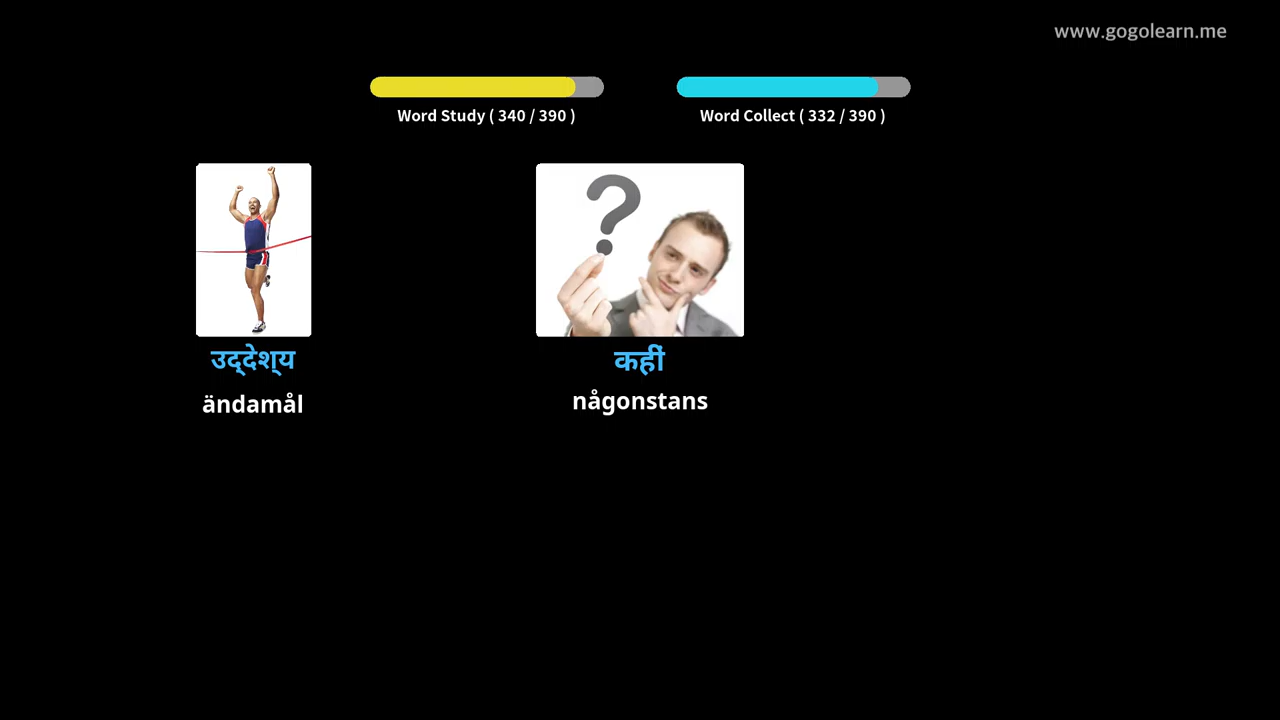 www.gogolearn.me
Word Study ( 340 / 390 )
Word Collect ( 332 / 390 )
उद्देश्य
कहीं
ändamål
någonstans